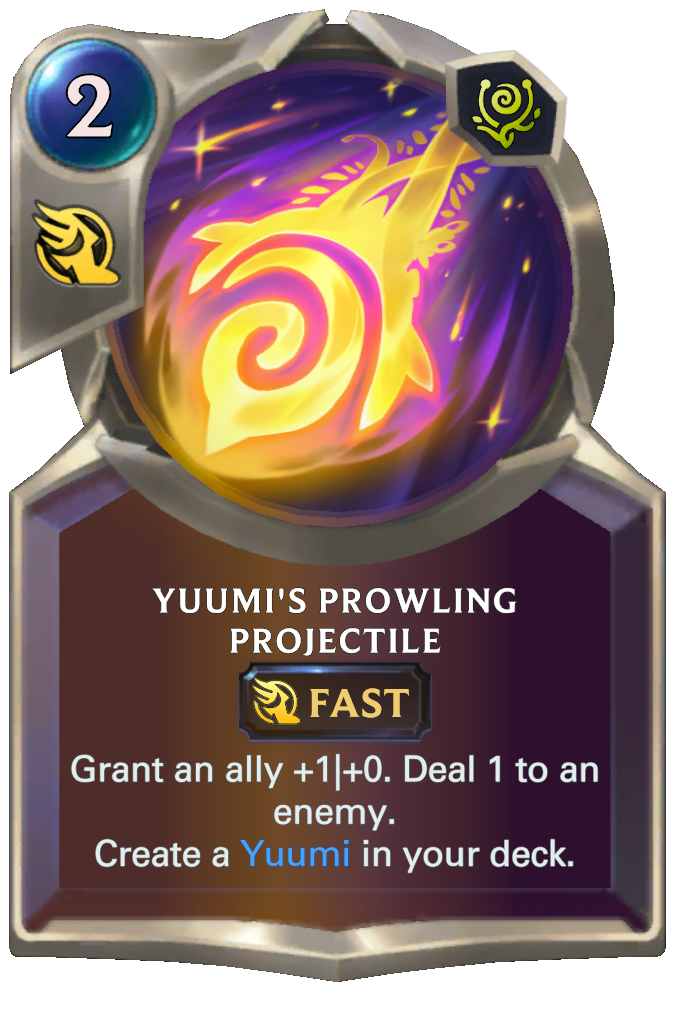 2
YUUMI'S PROWLING
PROJECTILE
FAST
Grant an ally +1|+0. Deal 1 to an
enemy.
Create a Yuumi in your deck.